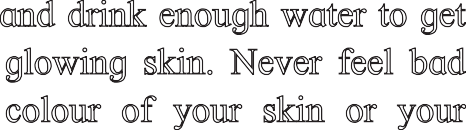 and drink enough water to get
glowing skin. Never feel bad
colour of your skin or your